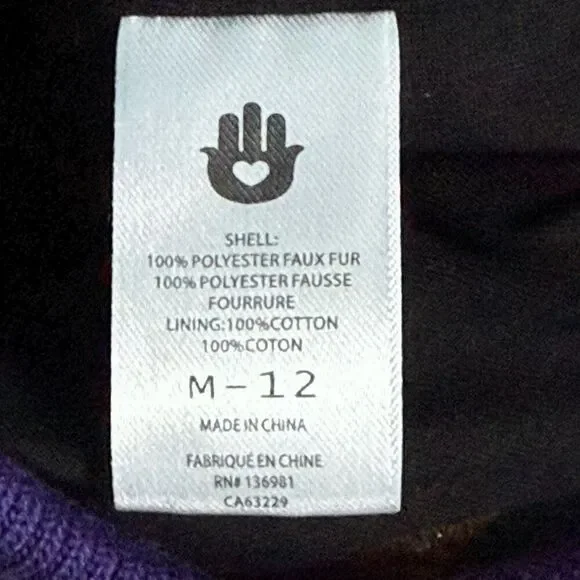 SHELL:
100% POLYESTER FAUX FUR
100% POLYESTER FAUSSE
FOURRURE
LINING:100%COTTON
100%COTON
M-12
MADE IN CHINA
FABRIQUÉ EN CHINE
RN# 136981
CA63229